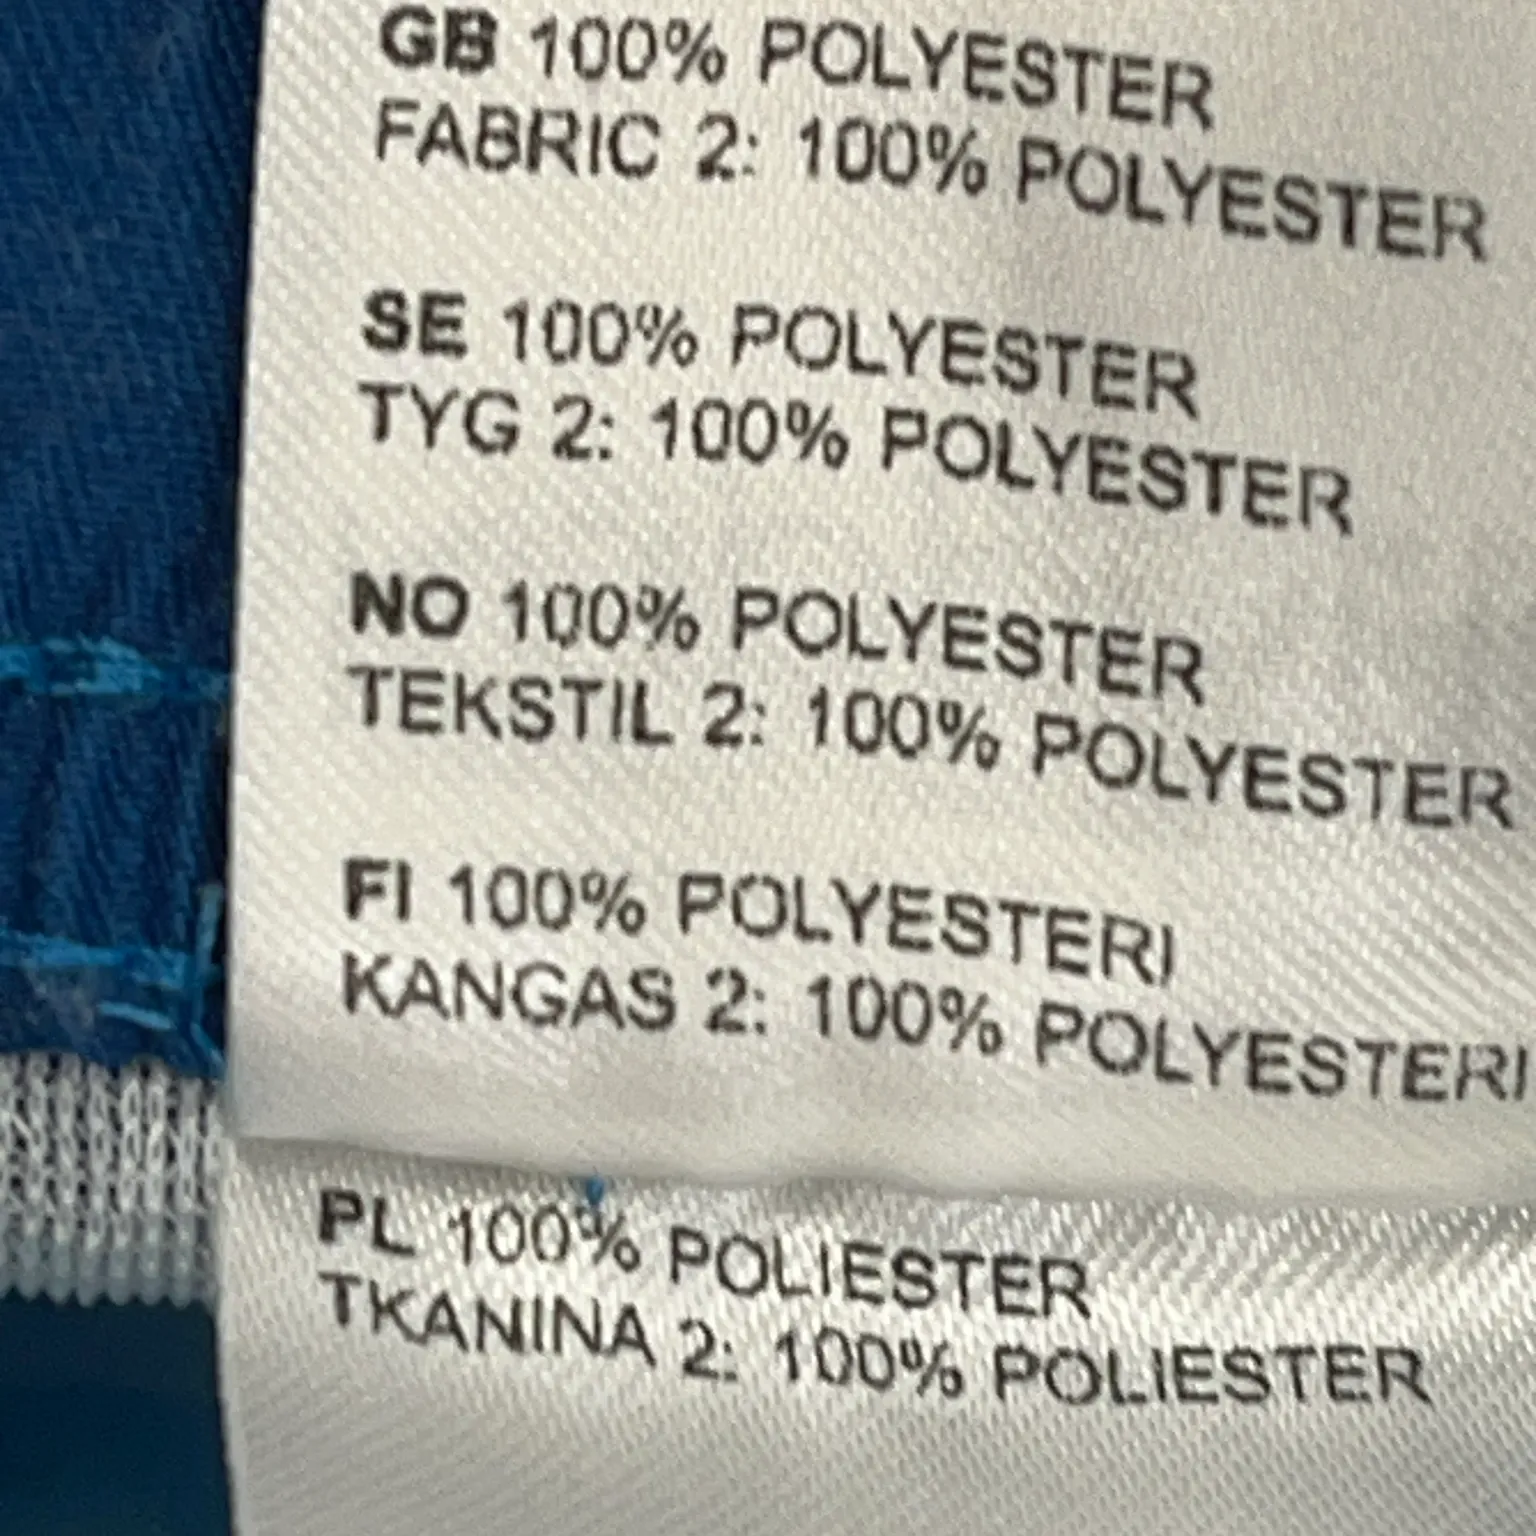 GB 100% POLYESTER
FABRIC 2: 100% POLYESTER
SE 100% POLYESTER
TYG 2: 100% POLYESTER
NO 100% POLYESTER
TEKSTIL 2: 100% POLYESTER
FI 100% POLYESTERI
KANGAS 2: 100% POLYESTERI
PL 100% POLIESTER
TKANINA 2: 100% POLIESTER